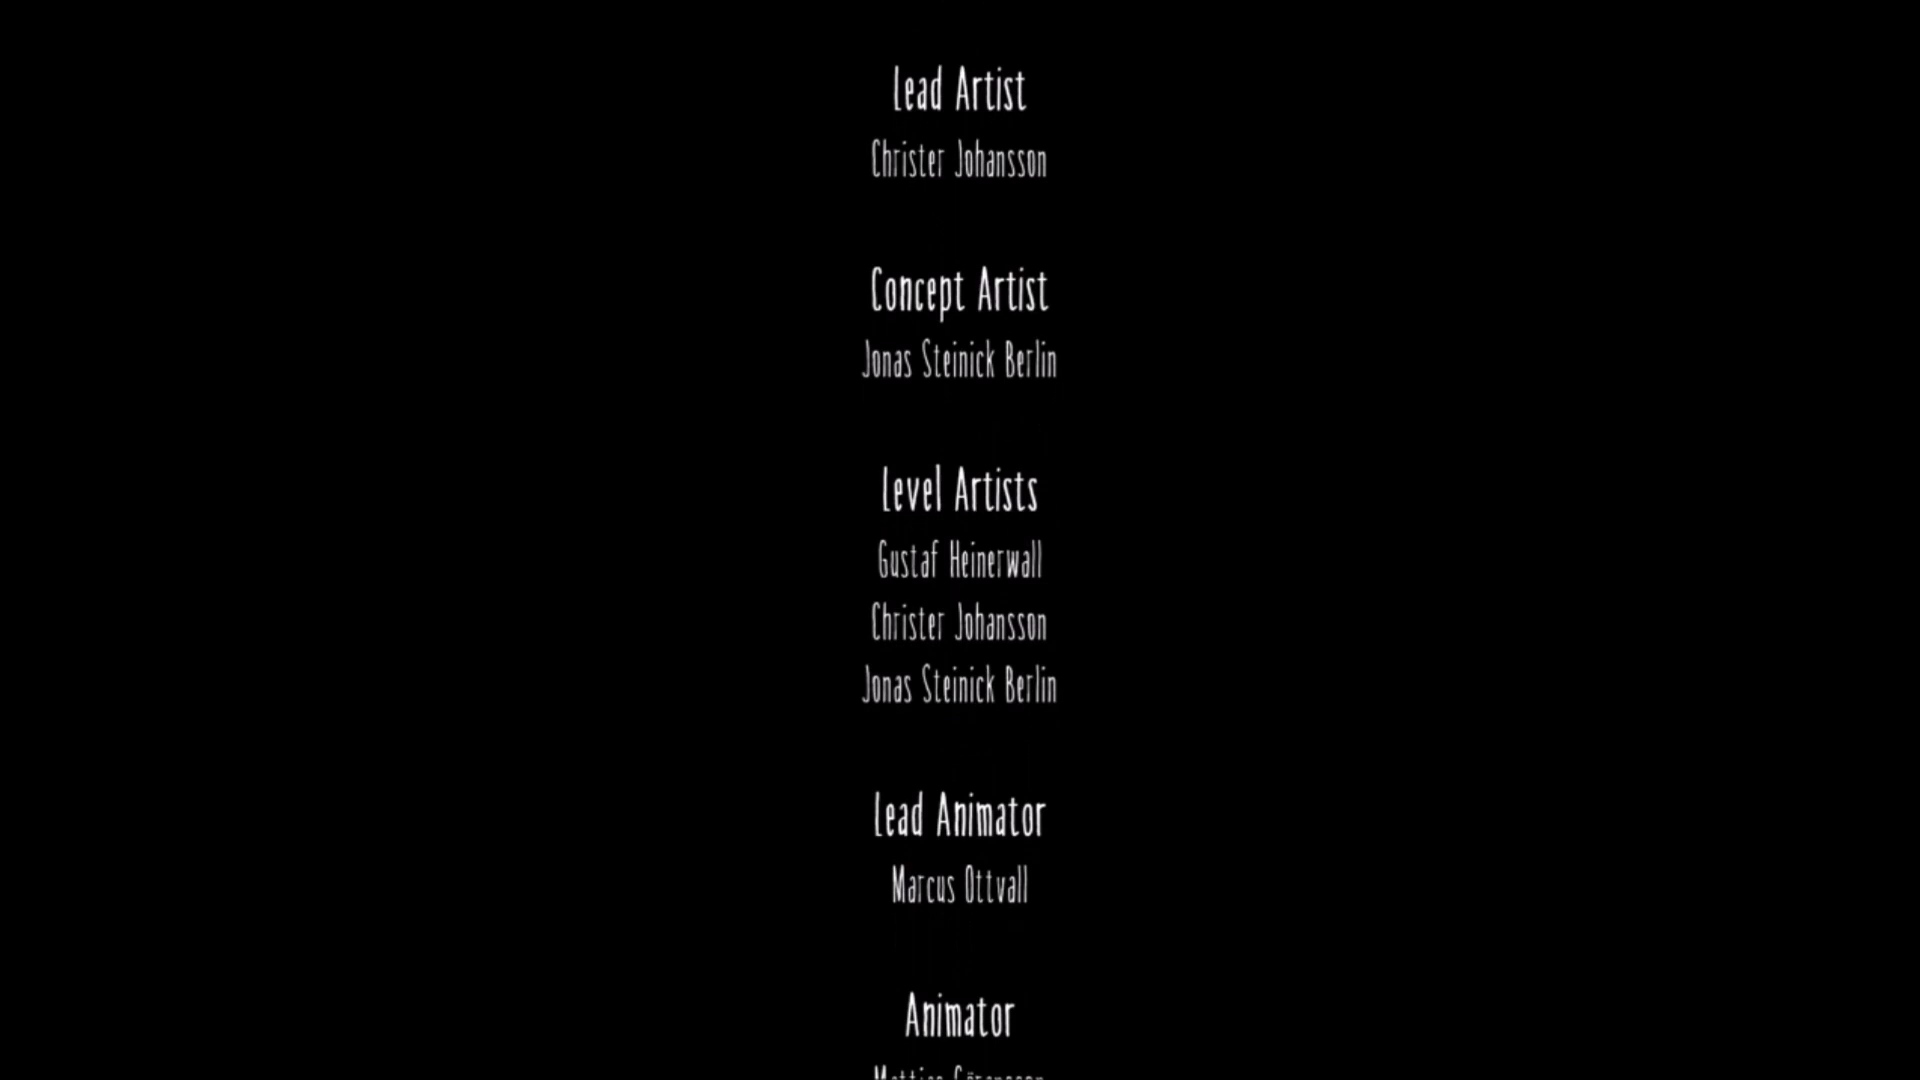 Lead Artist
Christer Johansson
Concept Artist
Jonas Steinick Berlin
Level Artists
Gustaf Heinerwall
Christer Johansson
Jonas Steinick Berlin
Lead Animator
Marcus Ottvall
Animator